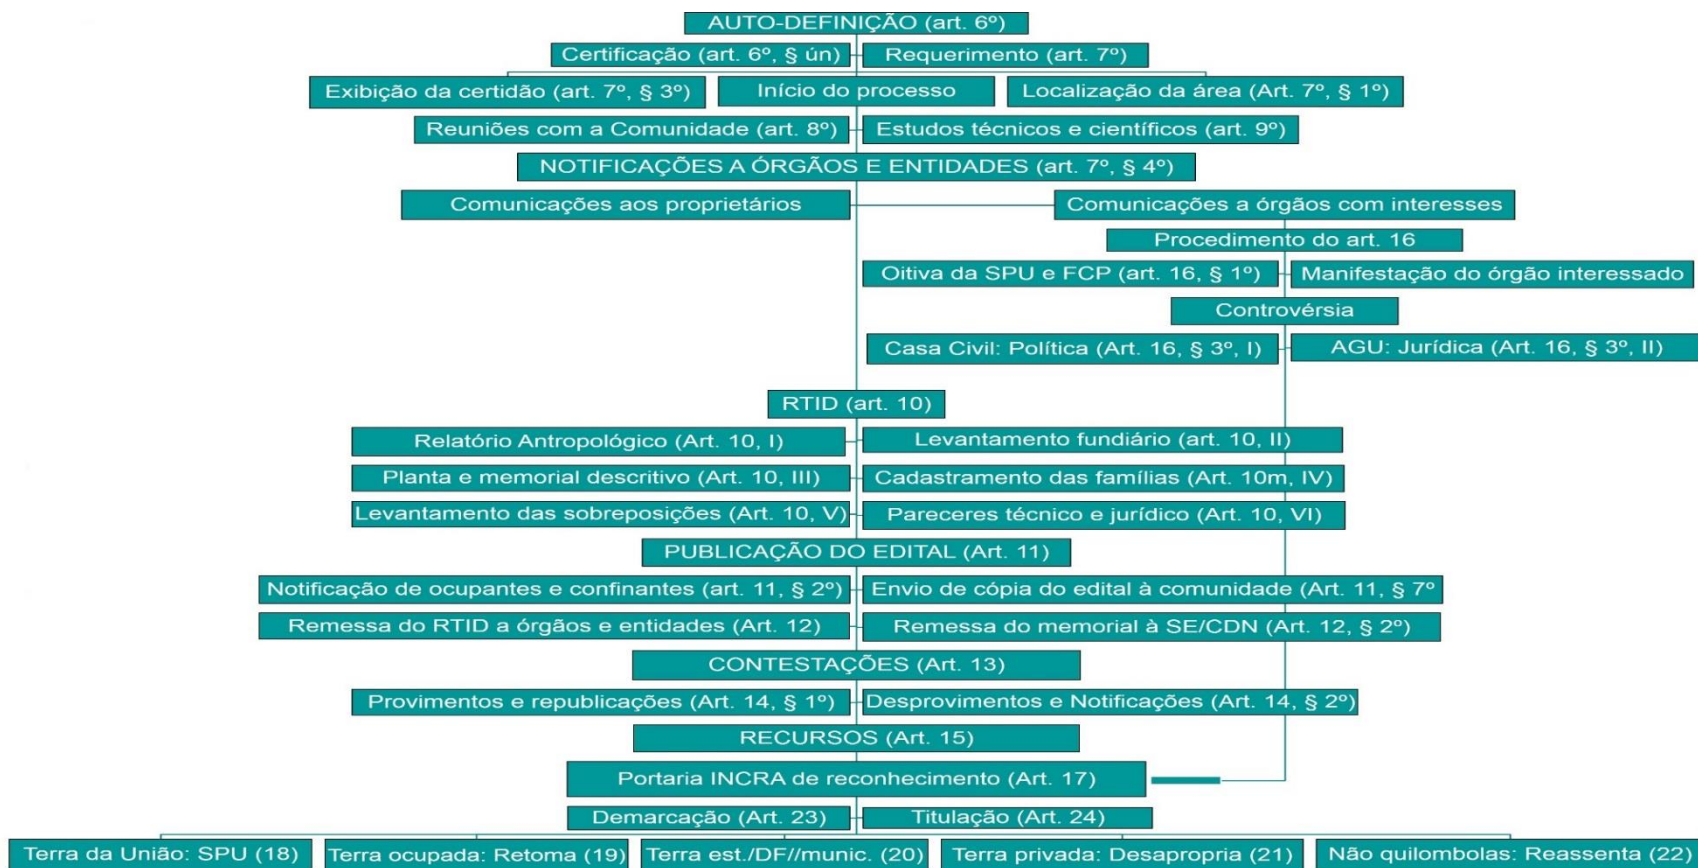 AUTO-DEFINIÇÃO (art. 6º)
Certificação (art. 6º, § ún)
Requerimento (art. 7º)
Exibição da certidão (art. 7º, § 3º)
Início do processo
Localização da área (Art. 7º, § 1º)
Reuniões com a Comunidade (art. 8º)
Estudos técnicos e científicos (art. 9º)
NOTIFICAÇÕES A ÓRGÃOS E ENTIDADES (art. 7º, § 4º)
Comunicações aos proprietários
Comunicações a órgãos com interesses
Procedimento do art. 16
Oitiva da SPU e FCP (art. 16, § 1º)
Manifestação do órgão interessado
Controvérsia
Casa Civil: Política (Art. 16, § 3º, I)
AGU: Jurídica (Art. 16, § 3º, II)
RTID (art. 10)
Relatório Antropológico (Art. 10, I)
Levantamento fundiário (art. 10, II)
Planta e memorial descritivo (Art. 10, III)
Cadastramento das famílias (Art. 10m, IV)
Levantamento das sobreposições (Art. 10, V)
Pareceres técnico e jurídico (Art. 10, VI)
PUBLICAÇÃO DO EDITAL (Art. 11)
Notificação de ocupantes e confinantes (art. 11, § 2º)
Envio de cópia do edital à comunidade (Art. 11, § 7º
Remessa do RTID a órgãos e entidades (Art. 12)
Remessa do memorial à SE/CDN (Art. 12, § 2º)
CONTESTAÇÕES (Art. 13)
Provimentos e republicações (Art. 14, § 1º)
Desprovimentos e Notificações (Art. 14, § 2º)
RECURSOS (Art. 15)
Portaria INCRA de reconhecimento (Art. 17)
Demarcação (Art. 23)
Titulação (Art. 24)
Terra da União: SPU (18)
Terra ocupada: Retoma (19)
Terra est./DF//munic. (20)
Terra privada: Desapropria (21)
Não quilombolas: Reassenta (22)